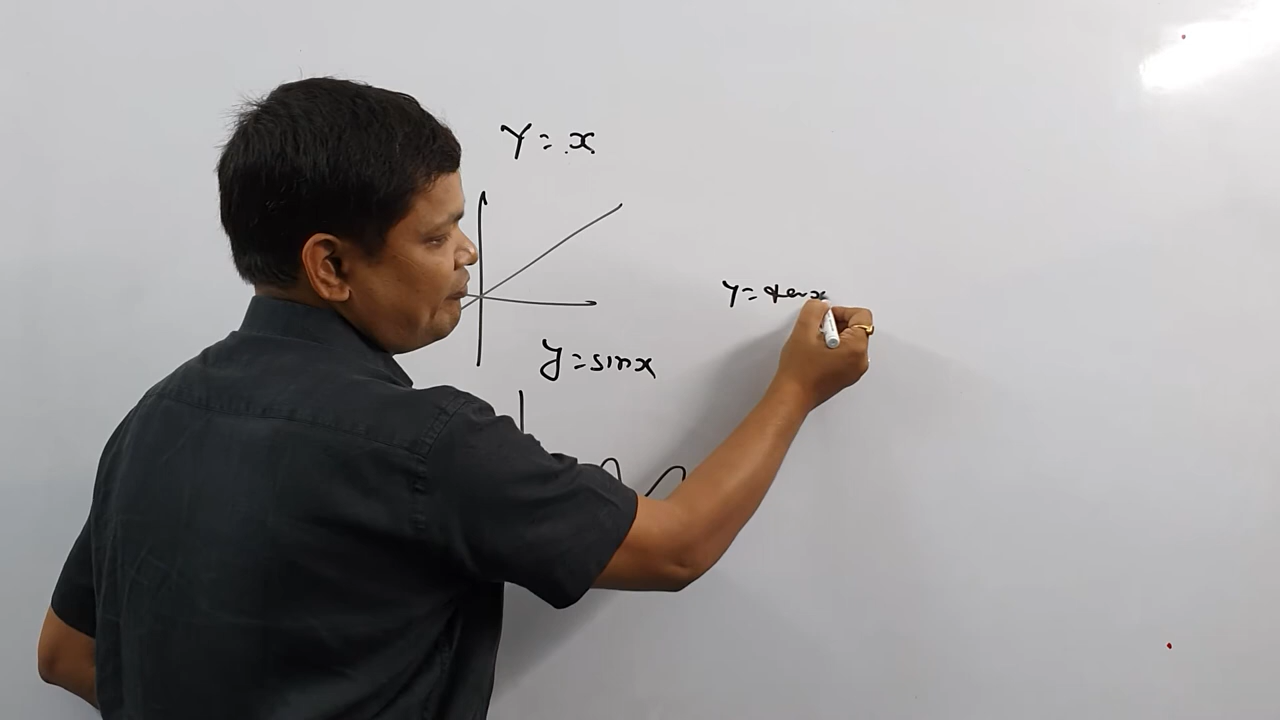 Y = x
y = sinx
y = tanx